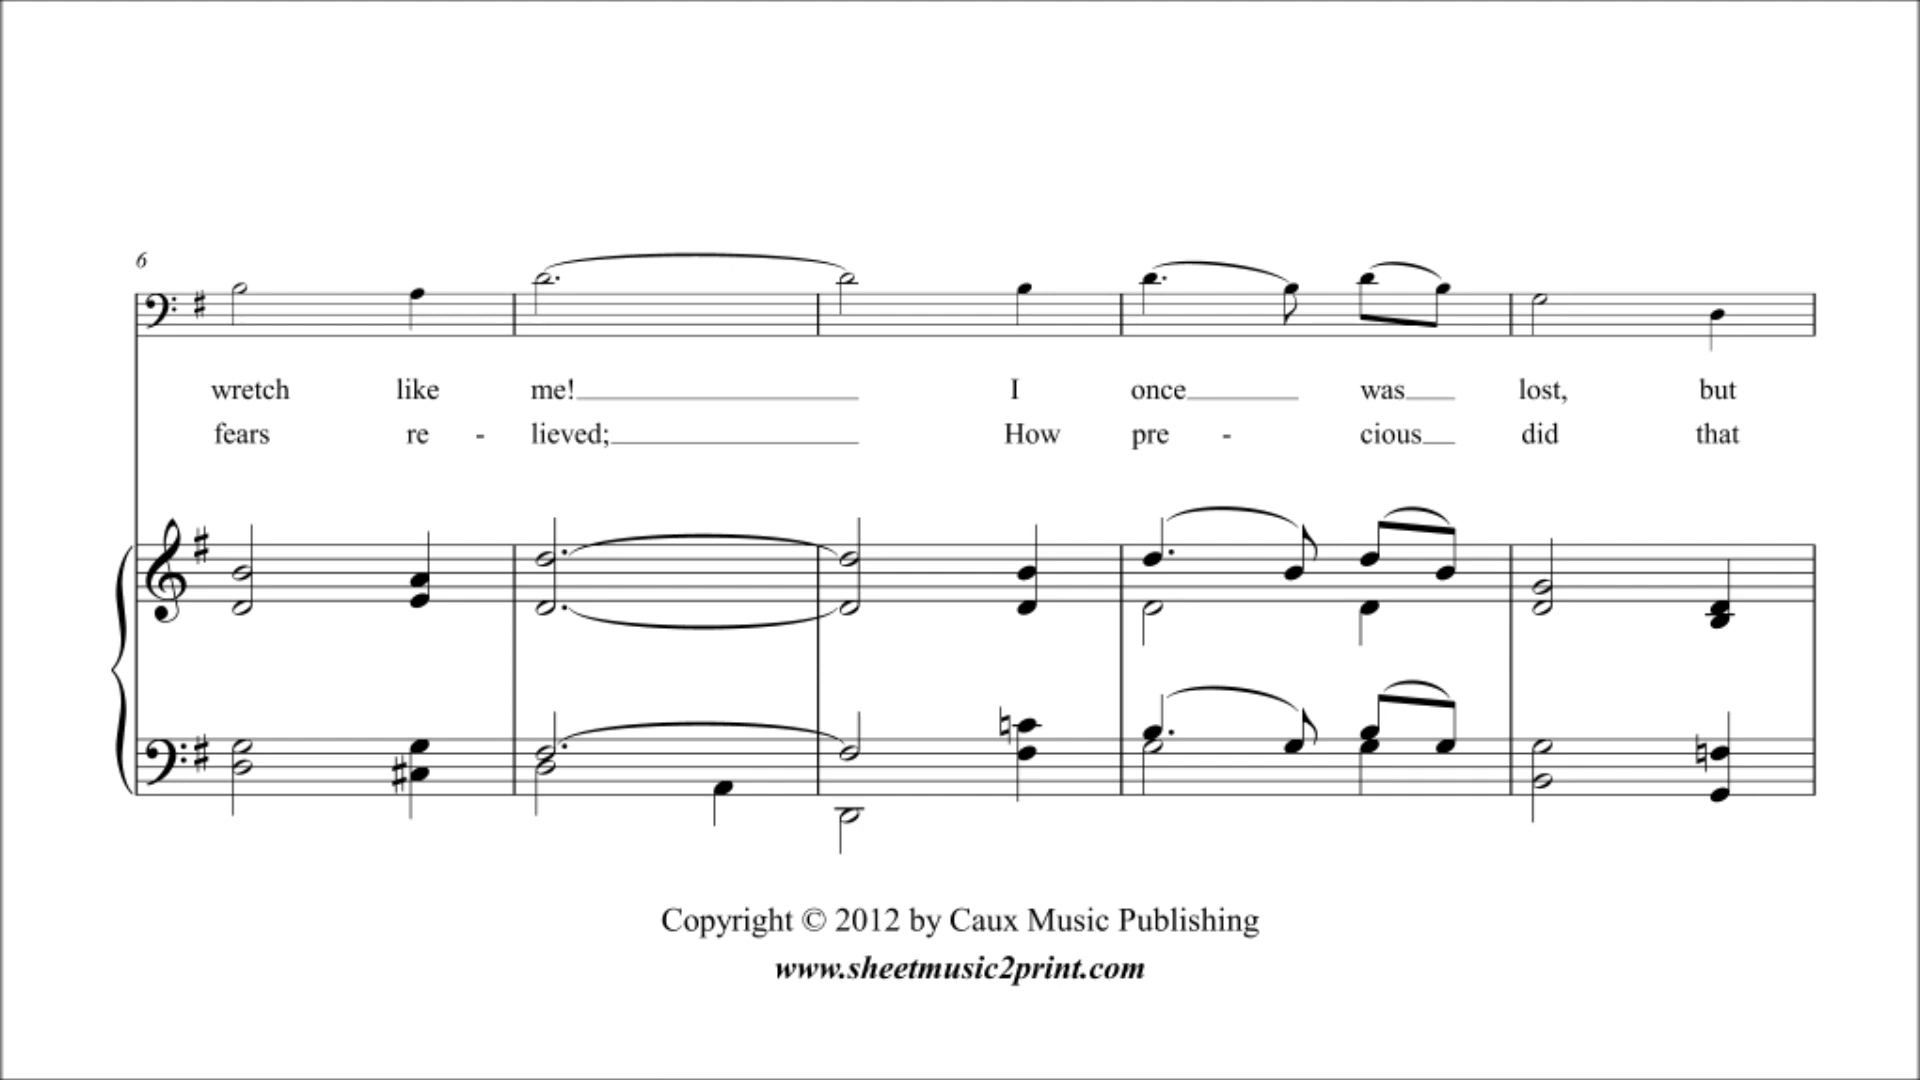 6
wretch like me! I once was lost, but
fears re - lieved; How pre - cious did that
Copyright © 2012 by Caux Music Publishing
www.sheetmusic2print.com